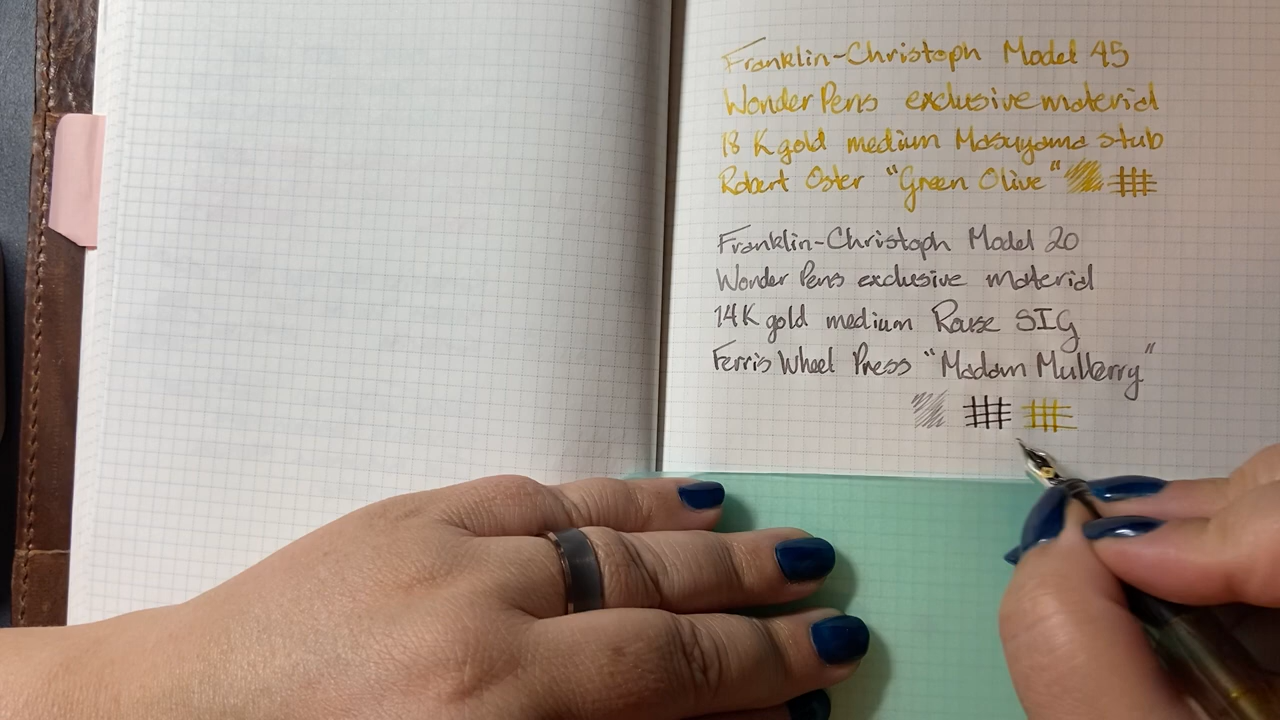 Franklin-Christoph Model 45
Wonder Pens exclusive material
18 K gold medium Masuyama stub
Robert Oster "Green Olive"
Franklin-Christoph Model 20
Wonder Pens exclusive material
14K gold medium Rouse SIG
Ferris Wheel Press "Madam Mulberry"